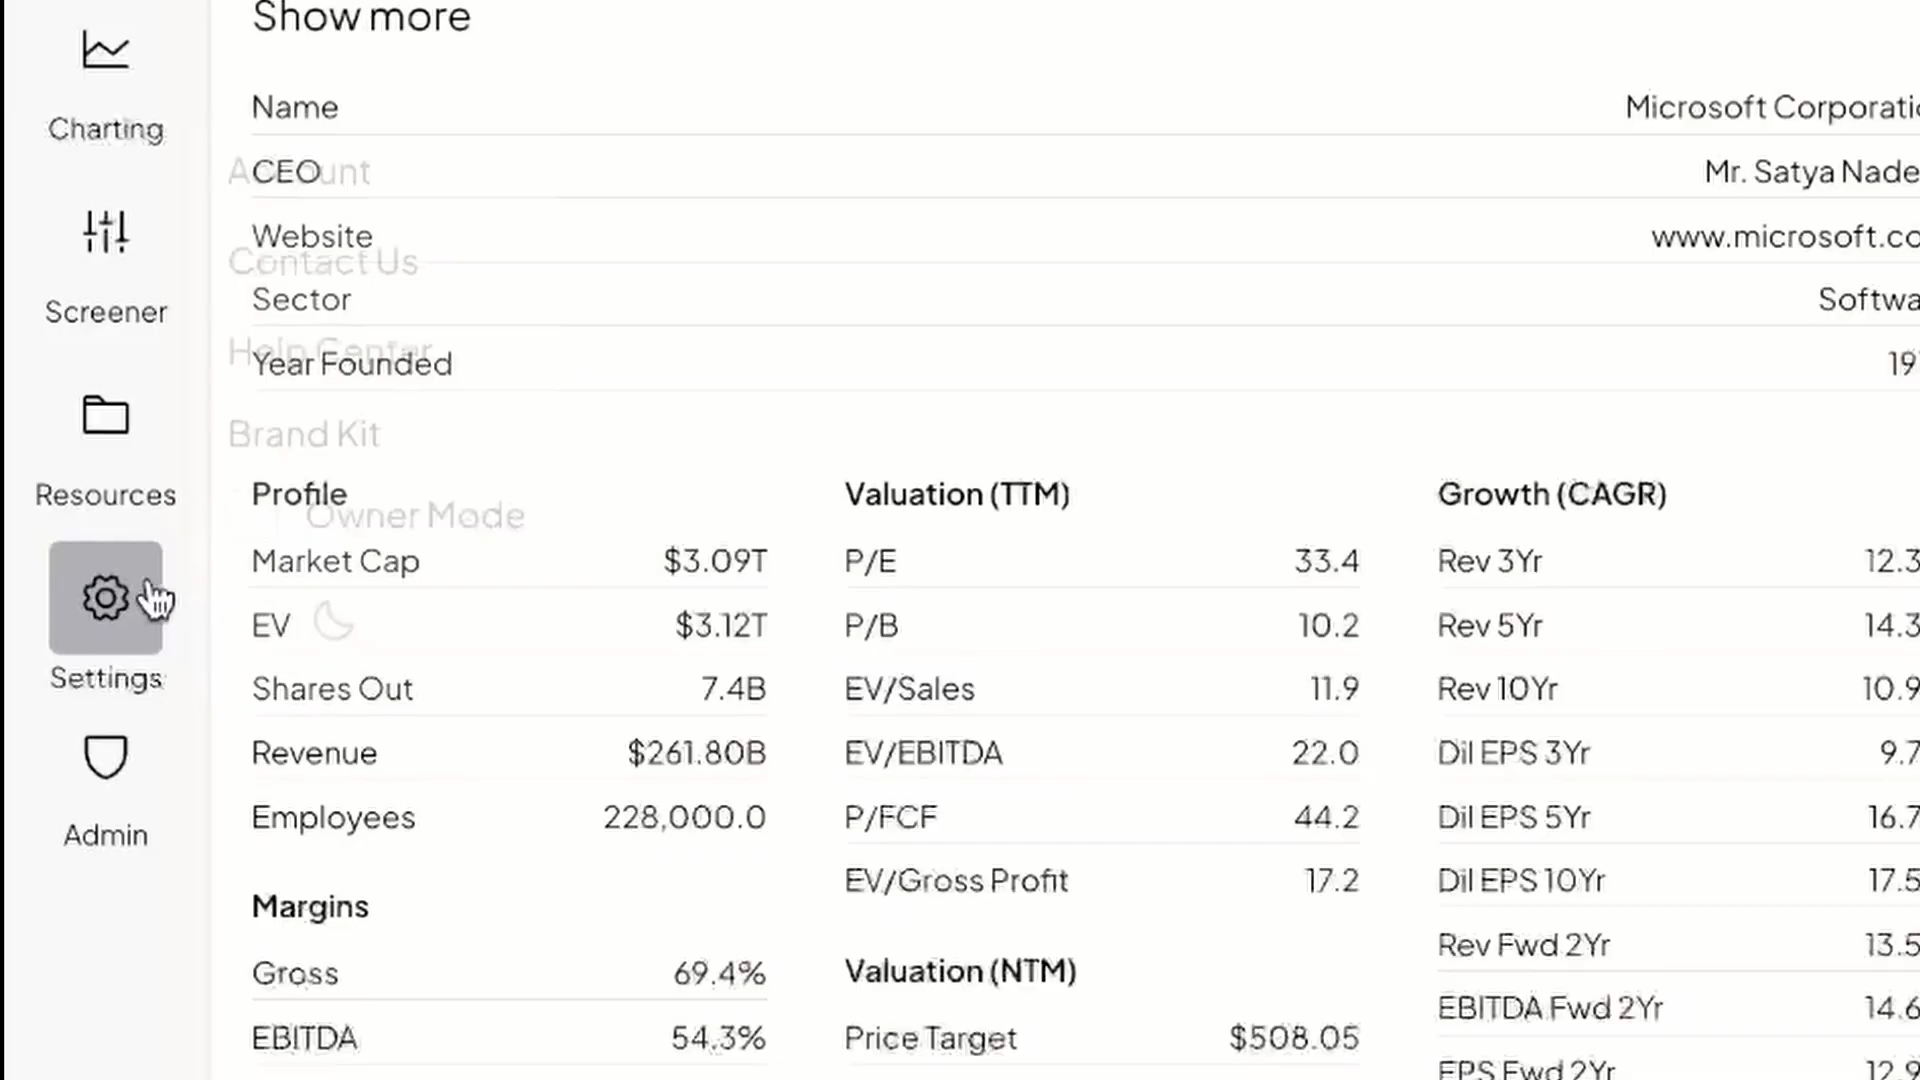 Show more
Charting
Screener
Resources
Settings
Admin
Name Microsoft Corporatio
CEO Mr. Satya Nade
Account
Website www.microsoft.co
Contact Us
Sector Softwa
Help Center
Year Founded 19
Brand Kit
Profile
Owner Mode
Market Cap $3.09T
EV $3.12T
Shares Out 7.4B
Revenue $261.80B
Employees 228,000.0
Margins
Gross 69.4%
EBITDA 54.3%
Valuation (TTM)
P/E 33.4
P/B 10.2
EV/Sales 11.9
EV/EBITDA 22.0
P/FCF 44.2
EV/Gross Profit 17.2
Valuation (NTM)
Price Target $508.05
Growth (CAGR)
Rev 3Yr 12.3
Rev 5Yr 14.3
Rev 10Yr 10.9
Dil EPS 3Yr 9.7
Dil EPS 5Yr 16.7
Dil EPS 10Yr 17.5
Rev Fwd 2Yr 13.5
EBITDA Fwd 2Yr 14.6
EPS Fwd 2Yr 12.9